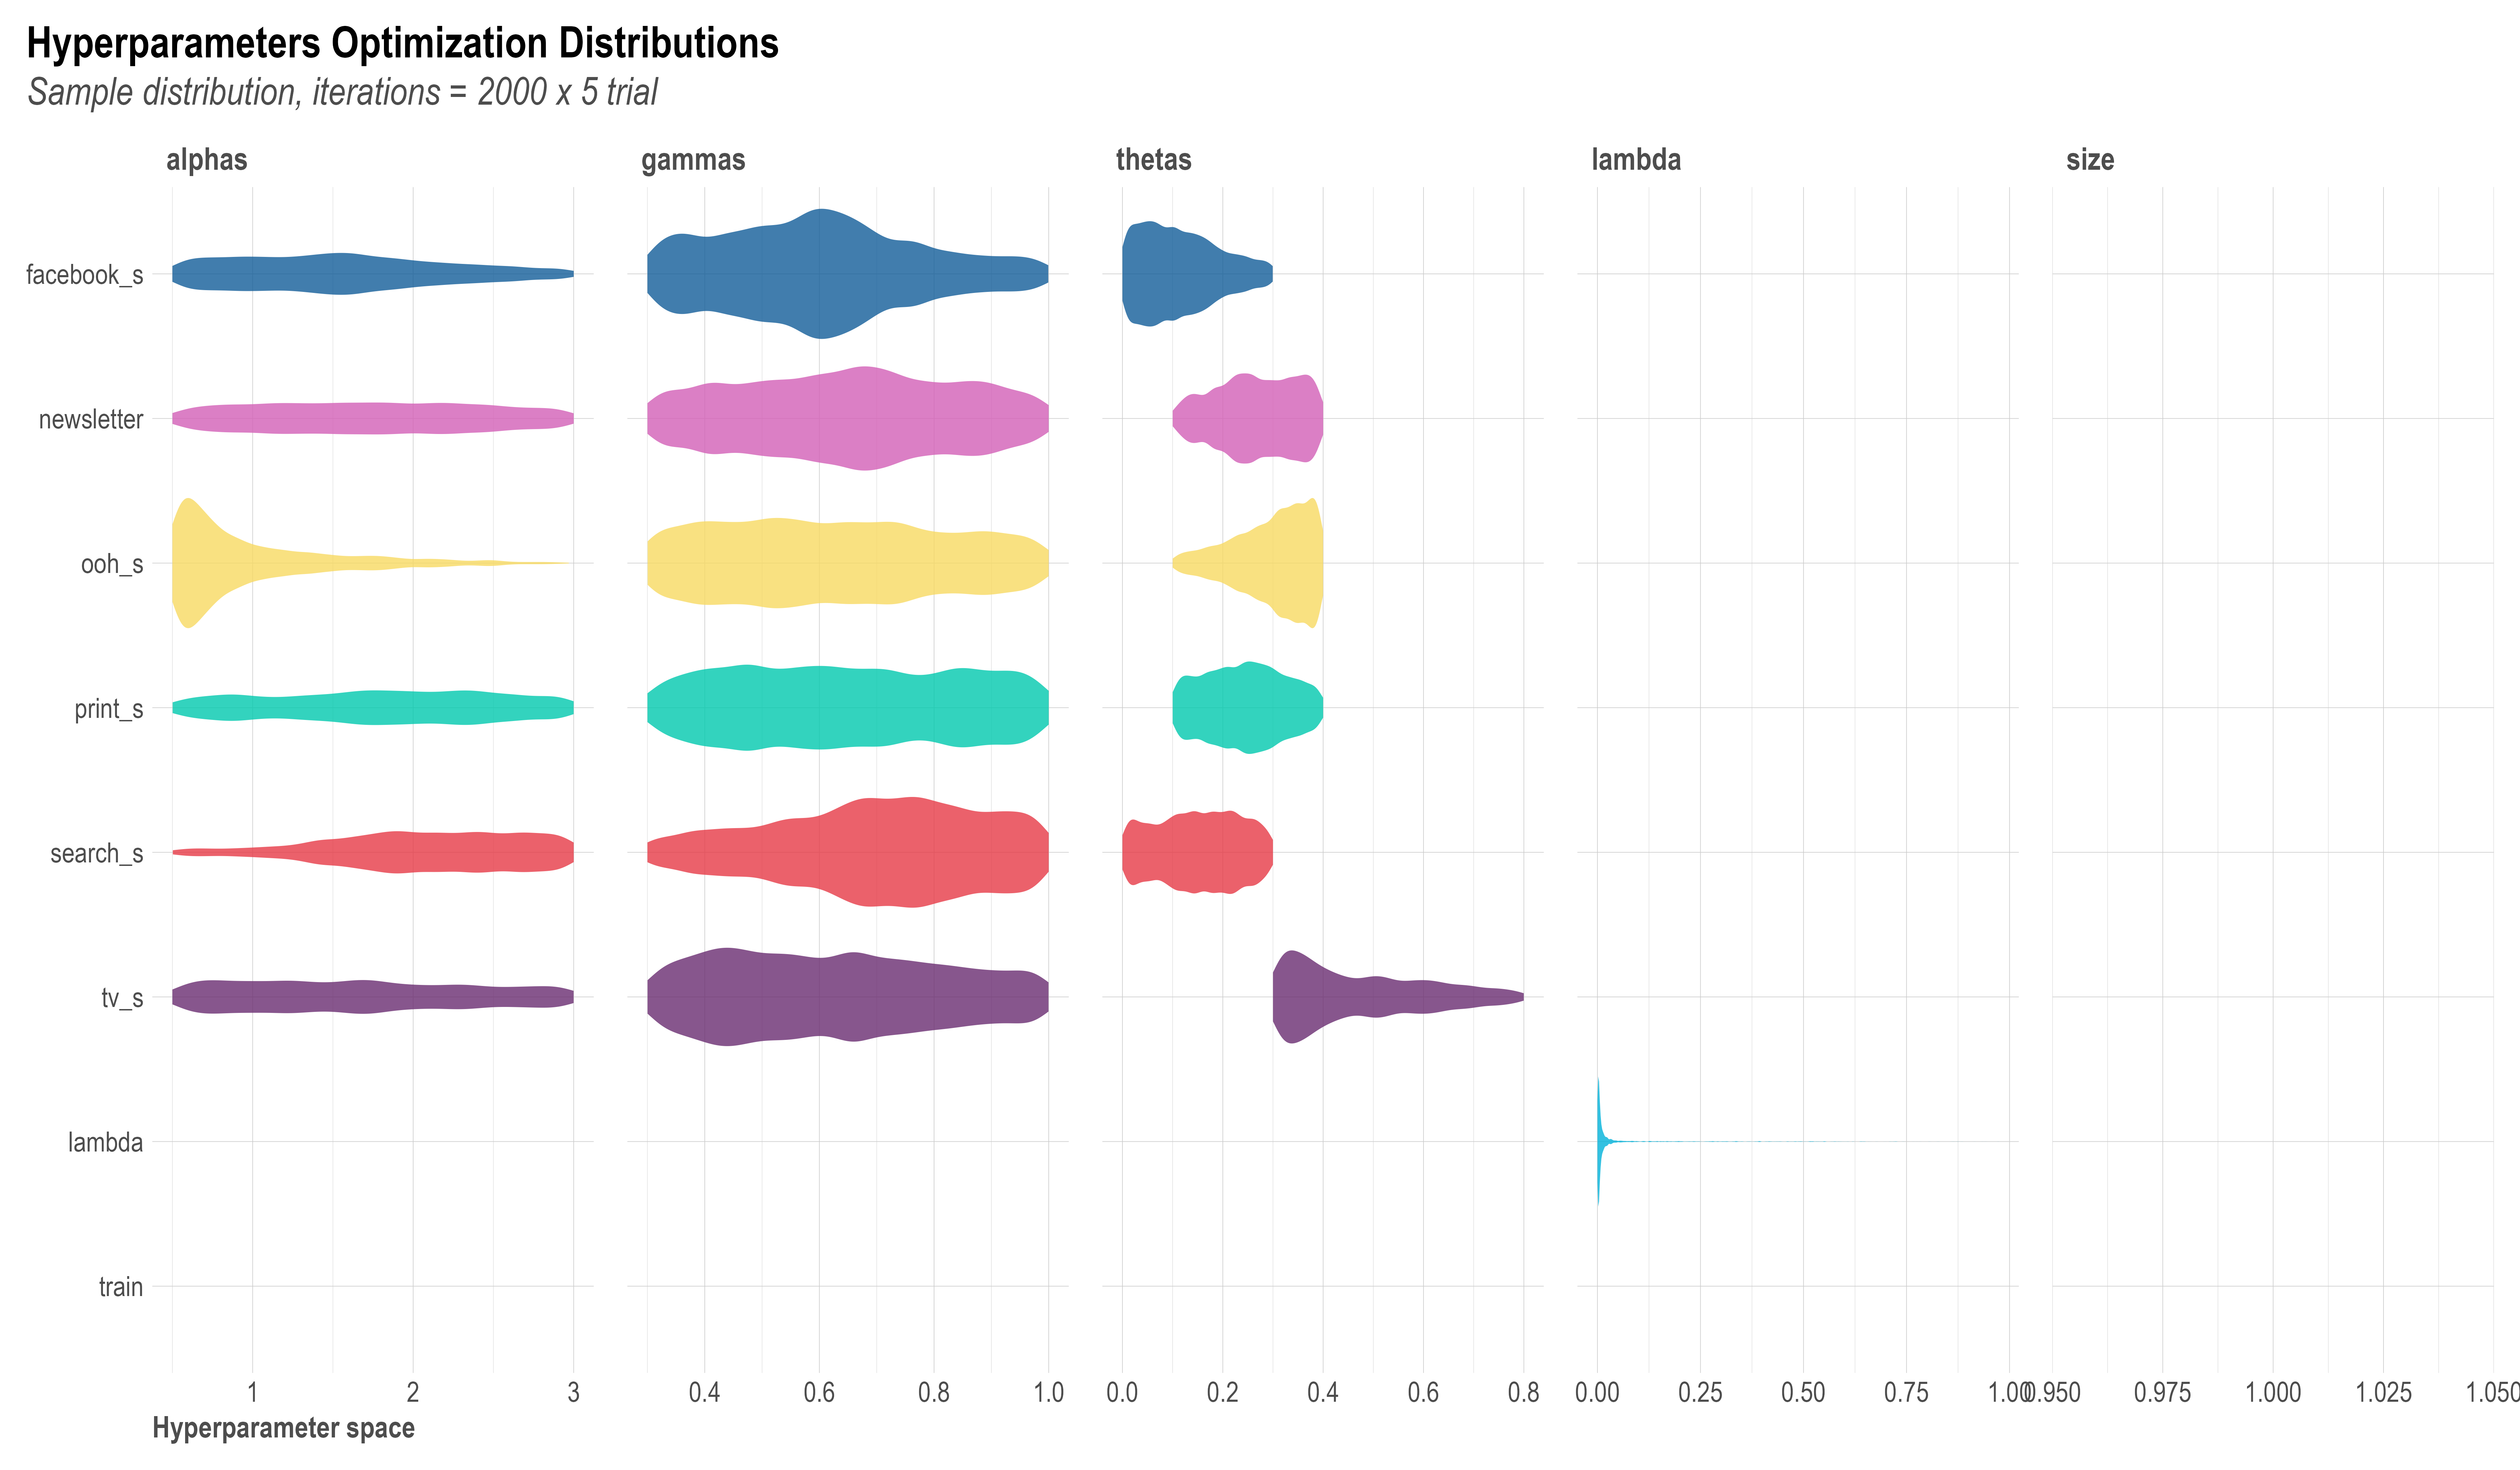 Hyperparameters Optimization Distributions
Sample distribution, iterations = 2000 x 5 trial
alphas gammas thetas lambda size
facebook_s
newsletter
ooh_s
print_s
search_s
tv_s
lambda
train
1 2 3 0.4 0.6 0.8 1.0 0.0 0.2 0.4 0.6 0.8 0.00 0.25 0.50 0.75 1.00 0.950 0.975 1.000 1.025 1.050
Hyperparameter space